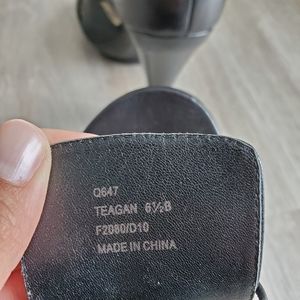 Q647
TEAGAN 6½B
F2080/D10
MADE IN CHINA